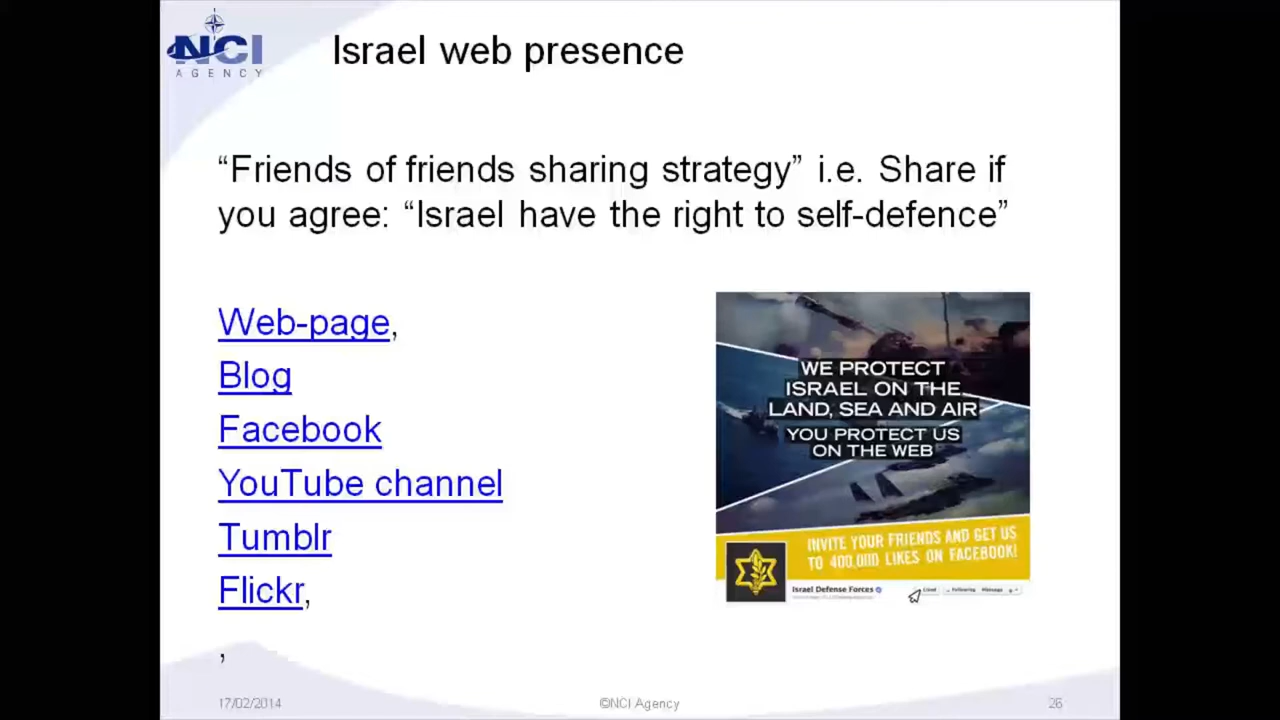 NCI
AGENCY
Israel web presence
“Friends of friends sharing strategy” i.e. Share if
you agree: “Israel have the right to self-defence”
Web-page,
Blog
Facebook
YouTube channel
Tumblr
Flickr,
,
WE PROTECT
ISRAEL ON THE
LAND, SEA AND AIR
YOU PROTECT US
ON THE WEB
INVITE YOUR FRIENDS AND GET US
TO 400,000 LIKES ON FACEBOOK!
Israel Defense Forces
Liked Following Message
17/02/2014 ©NCI Agency 26